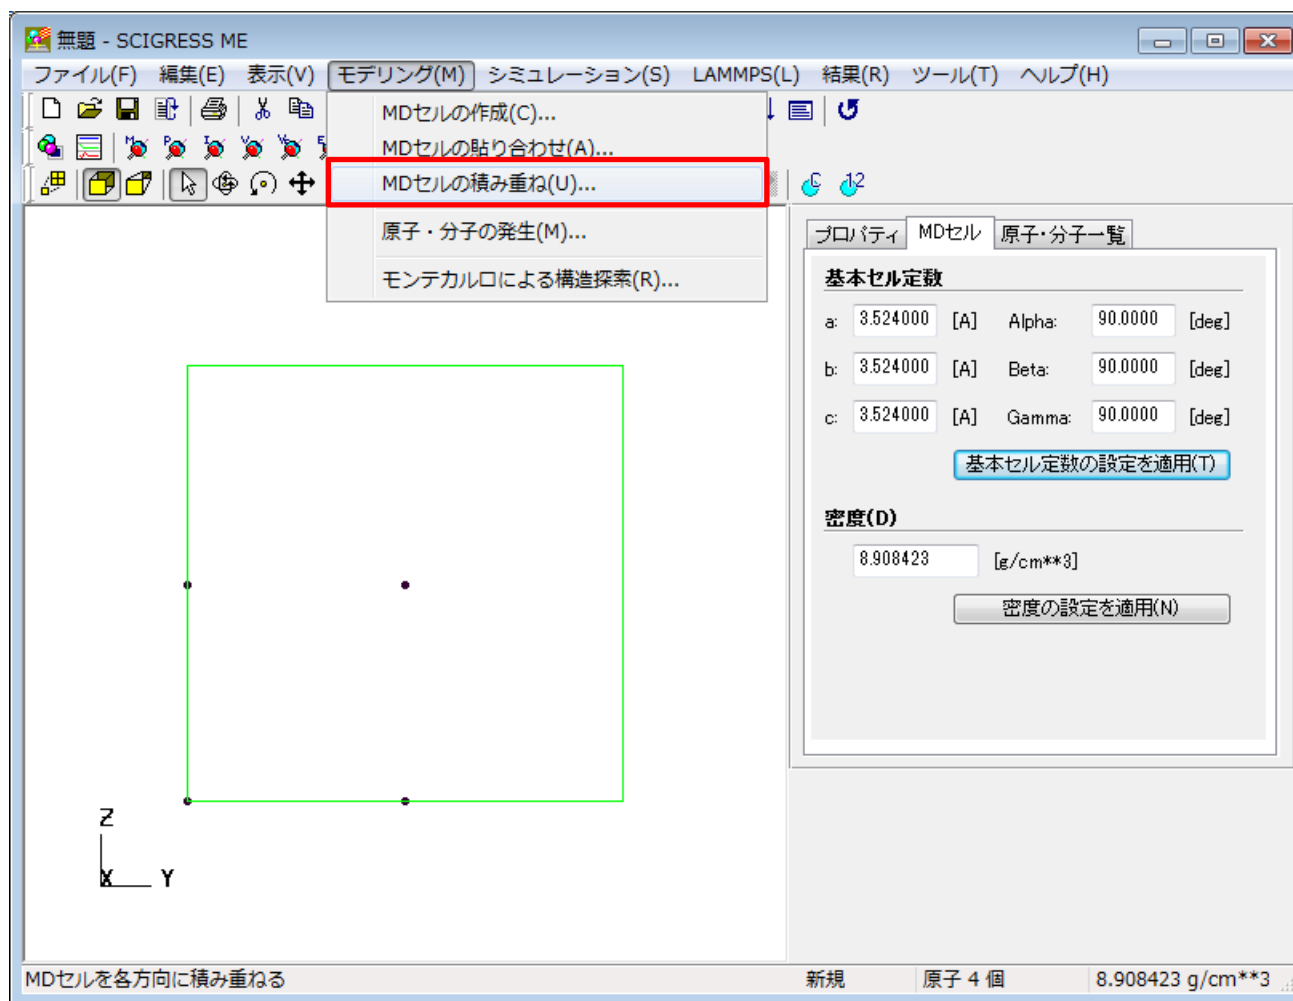 無題 - SCIGRESS ME
ファイル(F) 編集(E) 表示(V) モデリング(M) シミュレーション(S) LAMMPS(L) 結果(R) ツール(T) ヘルプ(H)
MDセルの作成(C)...
MDセルの貼り合わせ(A)...
MDセルの積み重ね(U)...
原子・分子の発生(M)...
モンテカルロによる構造探索(R)...
プロパティ MDセル 原子・分子一覧
基本セル定数
a: 3.524000 [A] Alpha: 90.0000 [deg]
b: 3.524000 [A] Beta: 90.0000 [deg]
c: 3.524000 [A] Gamma: 90.0000 [deg]
基本セル定数の設定を適用(T)
密度(D)
8.908423 [g/cm**3]
密度の設定を適用(N)
Z
X Y
MDセルを各方向に積み重ねる 新規 原子 4 個 8.908423 g/cm**3